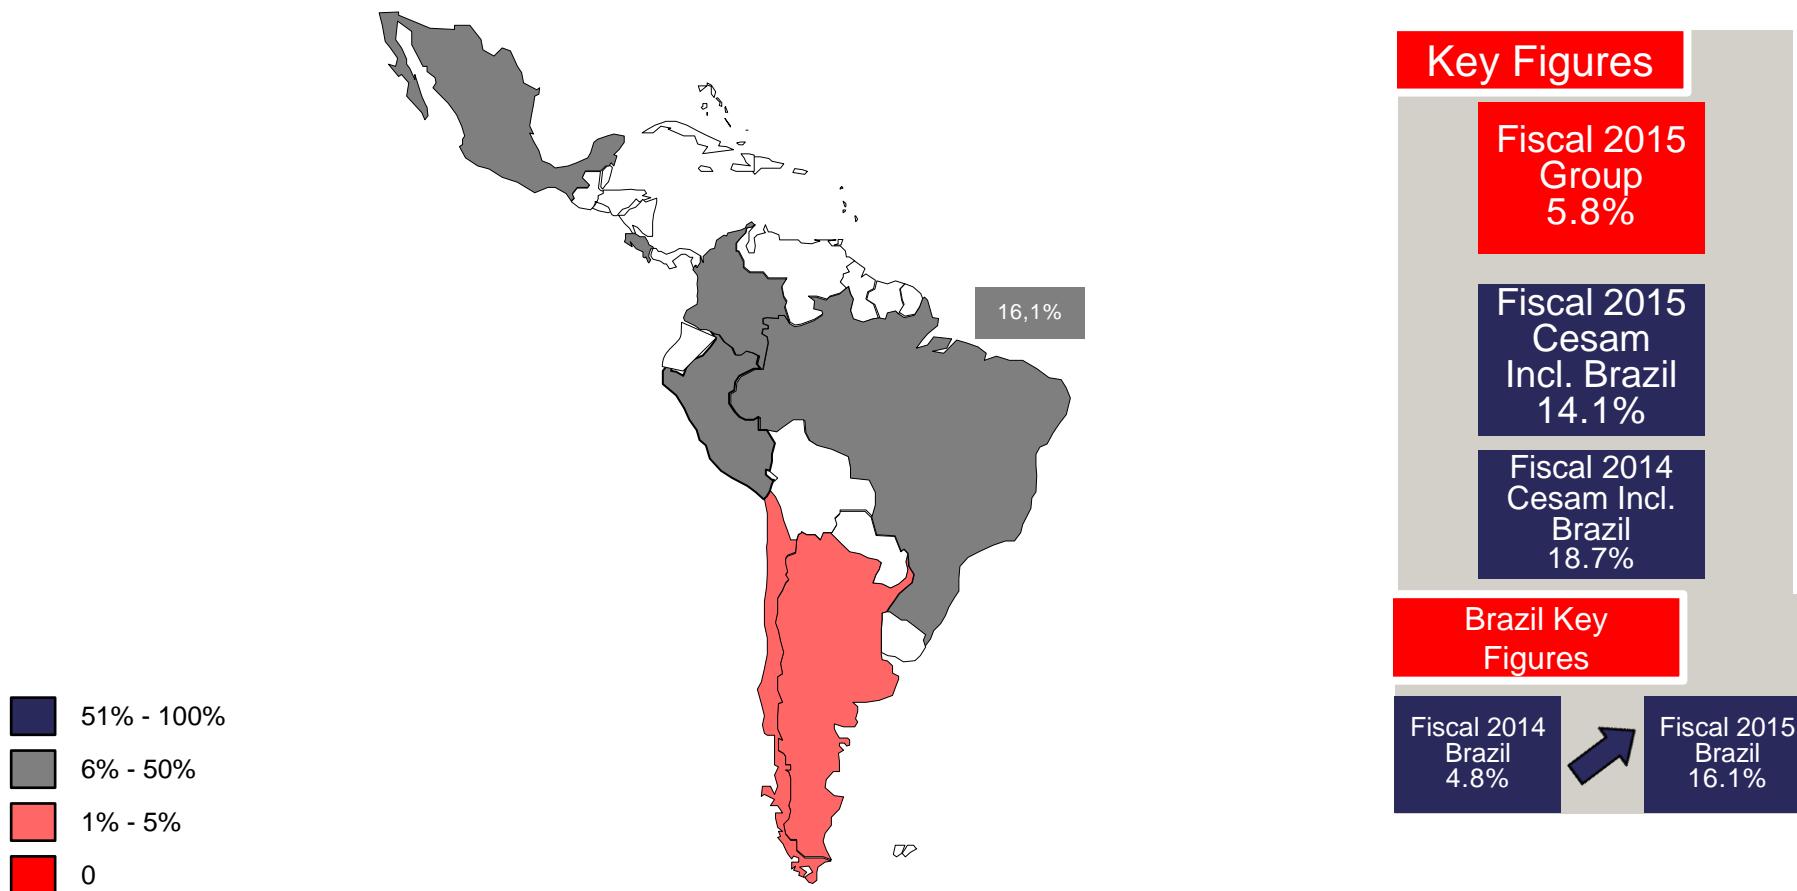 Key Figures
Fiscal 2015
Group
5.8%
16,1%
Fiscal 2015
Cesam
Incl. Brazil
14.1%
Fiscal 2014
Cesam Incl.
Brazil
18.7%
Brazil Key
Figures
Fiscal 2014
Brazil
4.8%
Fiscal 2015
Brazil
16.1%
51% - 100%
6% - 50%
1% - 5%
0